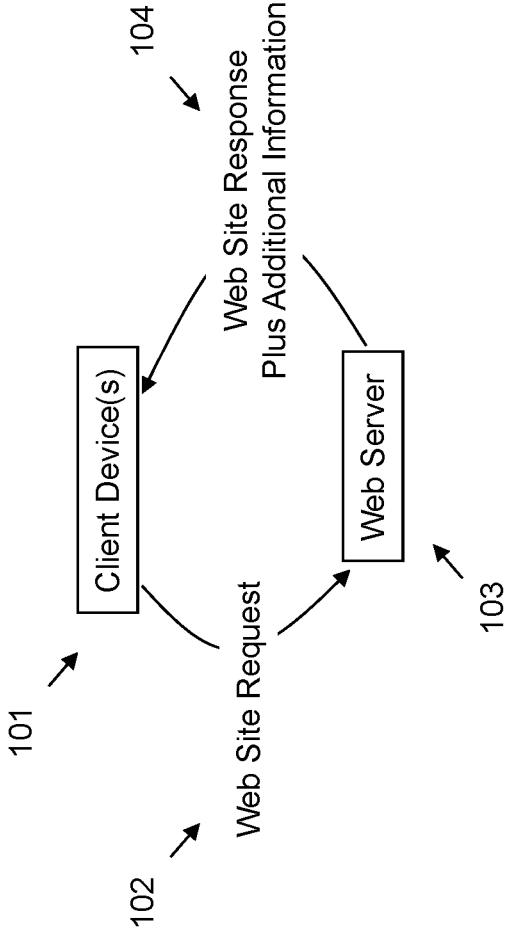 101
Client Device(s)
102
Web Site Request
104
Web Site Response
Plus Additional Information
Web Server
103